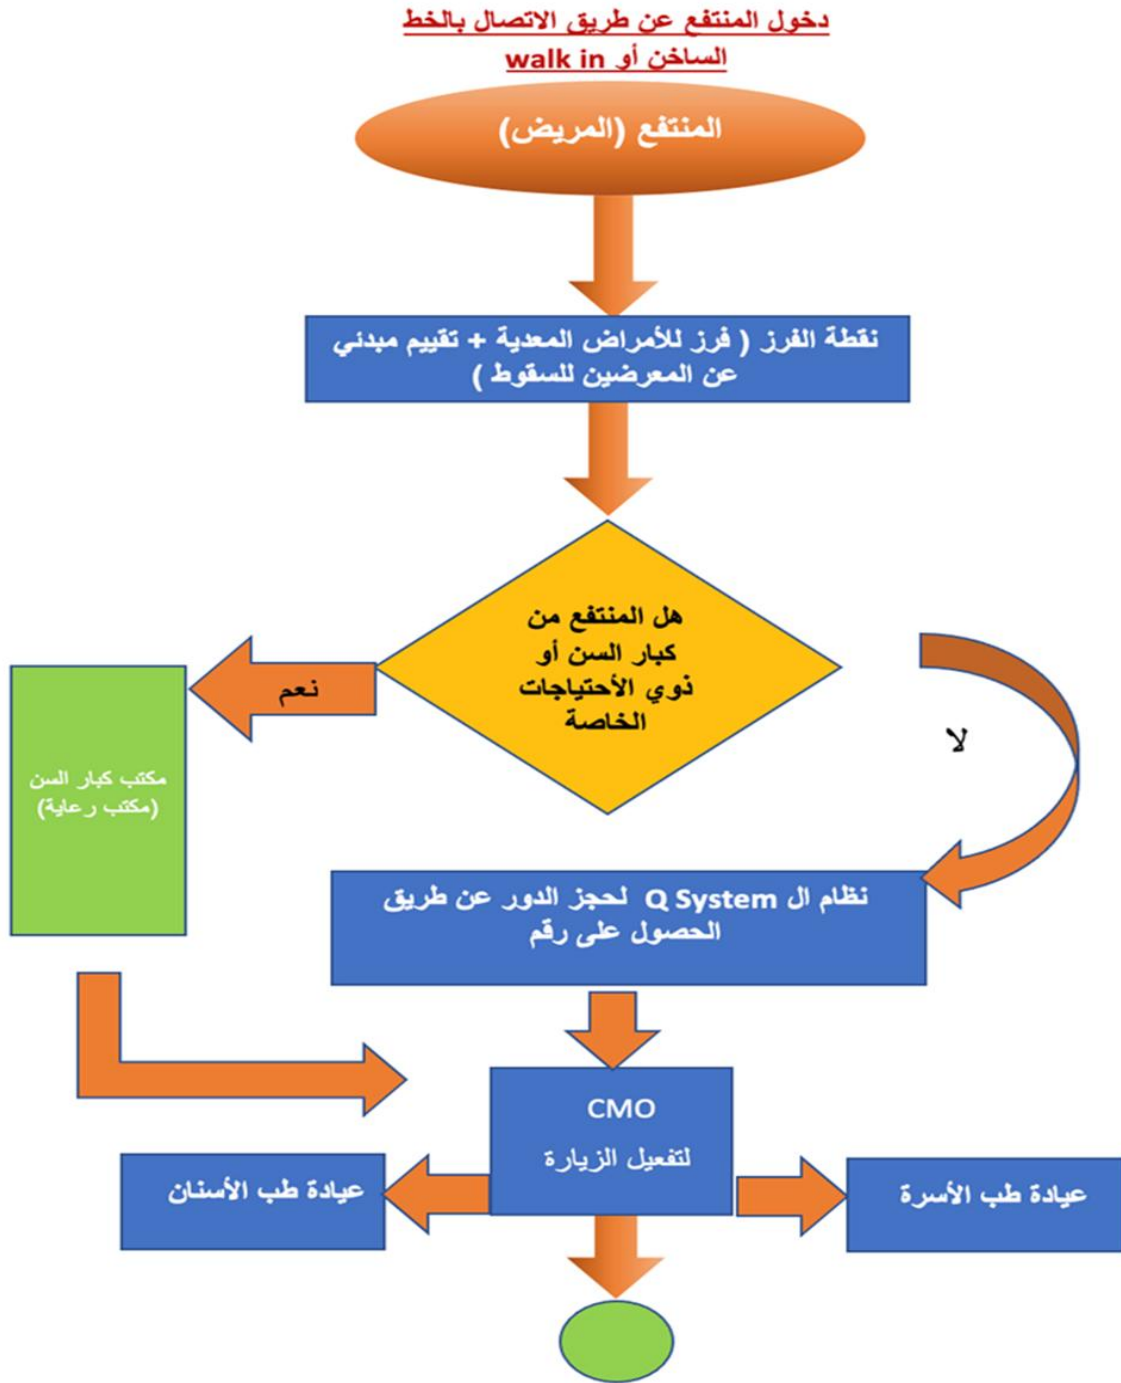 دخول المنتفع عن طريق الاتصال بالخط
الساخن أو walk in
المنتفع (المريض)
نقطة الفرز ( فرز للأمراض المعدية + تقييم مبدئي
عن المعرضين للسقوط )
هل المنتفع من
كبار السن أو
ذوي الأحتياجات
الخاصة
نعم
لا
مكتب كبار السن
(مكتب رعاية)
نظام ال Q System لحجز الدور عن طريق
الحصول على رقم
CMO
لتفعيل الزيارة
عيادة طب الأسرة
عيادة طب الأسنان